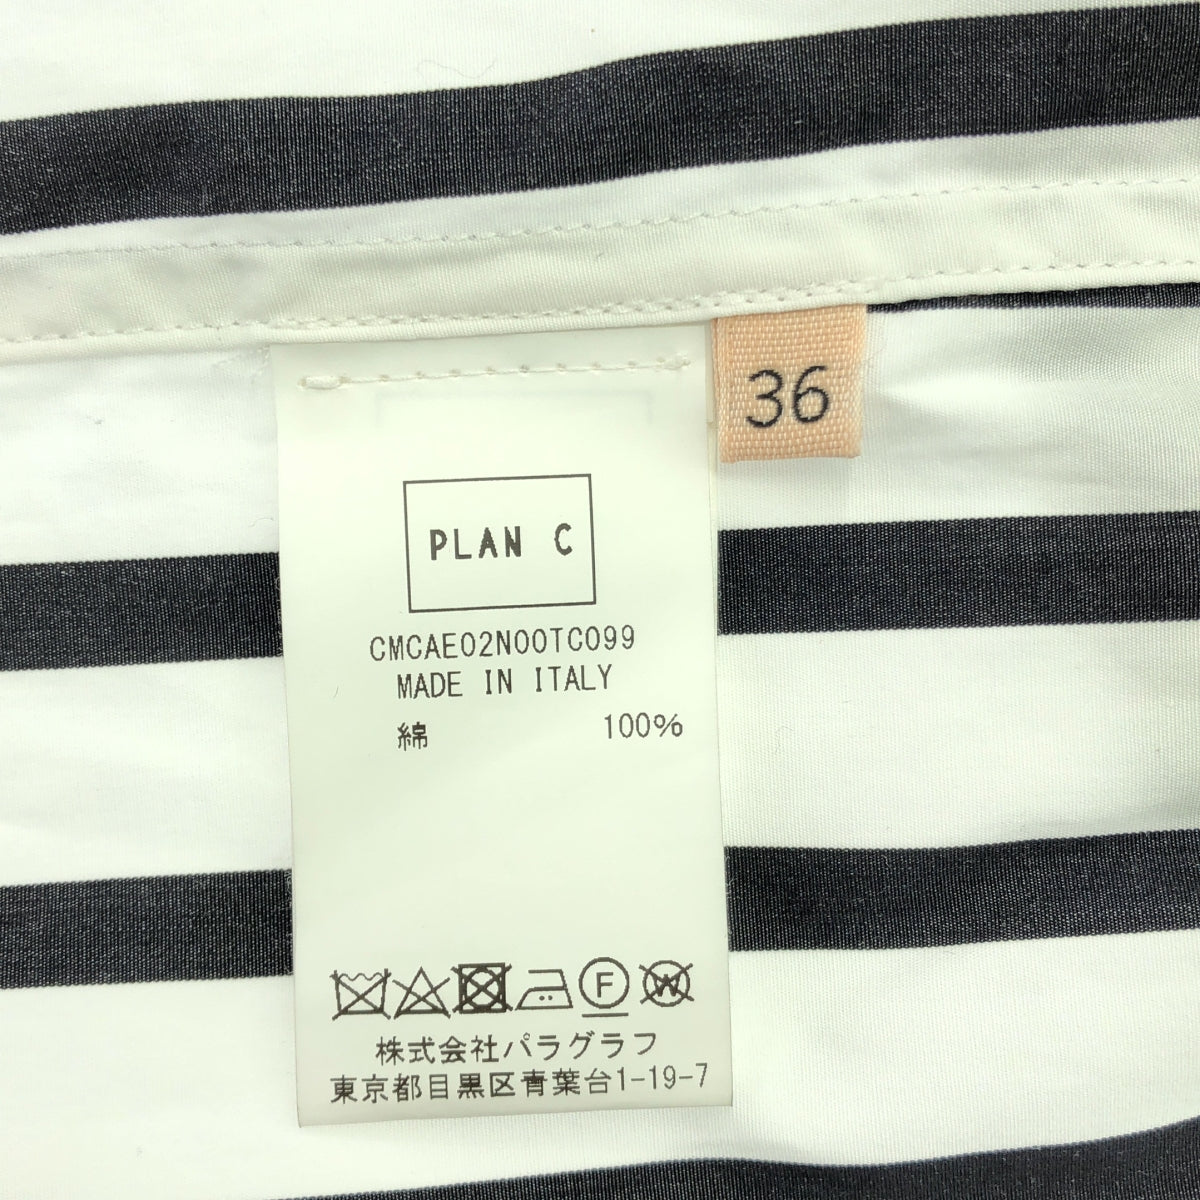 36
PLAN C
CMCAE02N00TC099
MADE IN ITALY
綿 100%
F W
株式会社パラグラフ
東京都目黒区青葉台1-19-7